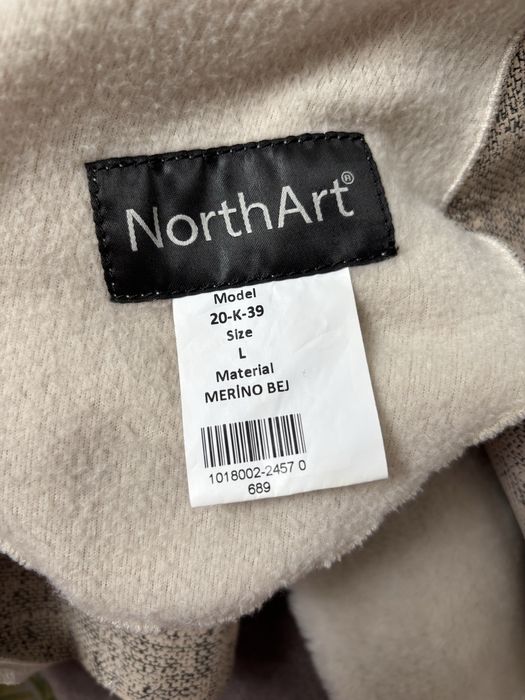 NorthArt®
Model
20-K-39
Size
L
Material
MERİNO BEJ
1018002-2457 0
689